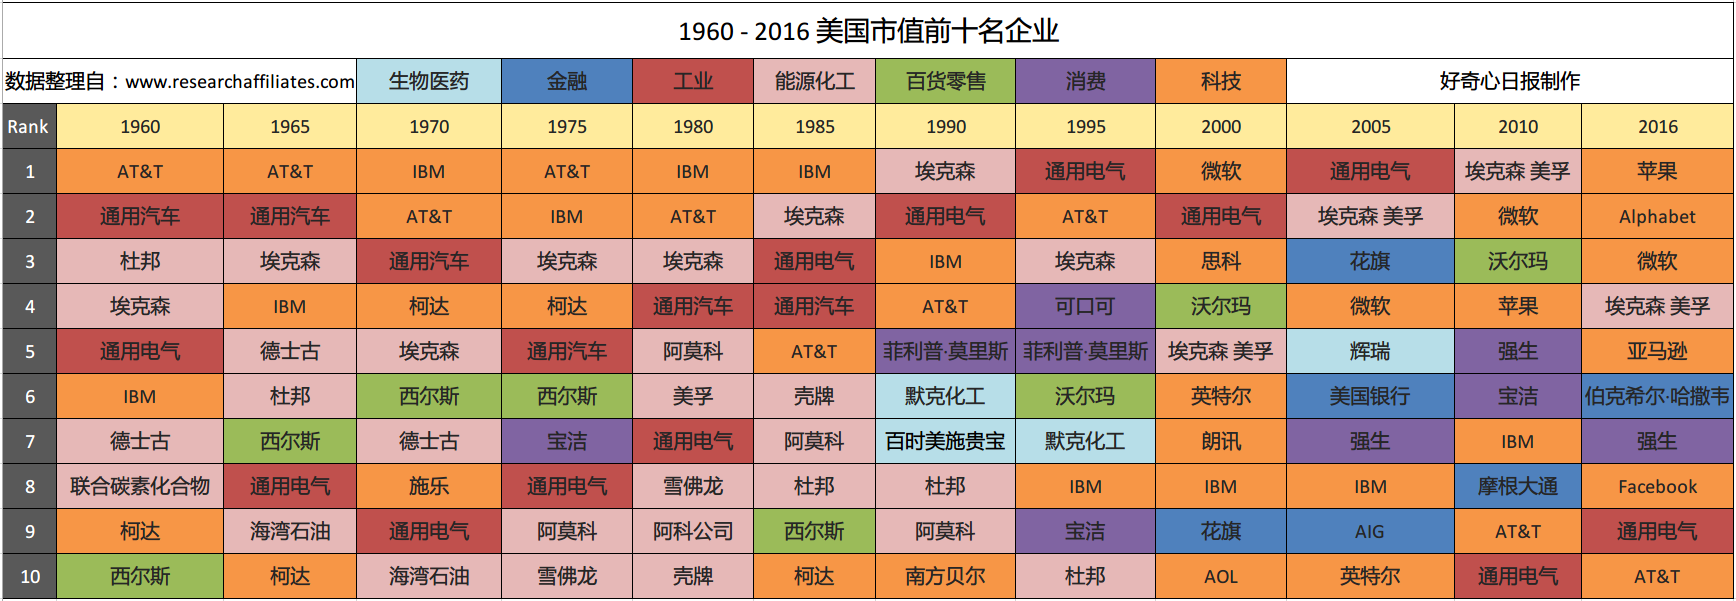 1960 - 2016 美国市值前十名企业
数据整理自：www.researchaffiliates.com 生物医药 金融 工业 能源化工 百货零售 消费 科技 好奇心日报制作
Rank 1960 1965 1970 1975 1980 1985 1990 1995 2000 2005 2010 2016
1 AT&T AT&T IBM AT&T IBM IBM 埃克森 通用电气 微软 通用电气 埃克森 美孚 苹果
2 通用汽车 通用汽车 AT&T IBM AT&T 埃克森 通用电气 AT&T 通用电气 埃克森 美孚 微软 Alphabet
3 杜邦 埃克森 通用汽车 埃克森 埃克森 通用电气 IBM 埃克森 思科 花旗 沃尔玛 微软
4 埃克森 IBM 柯达 柯达 通用汽车 通用汽车 AT&T 可口可 沃尔玛 微软 苹果 埃克森 美孚
5 通用电气 德士古 埃克森 通用汽车 阿莫科 AT&T 菲利普·莫里斯 菲利普·莫里斯 埃克森 美孚 辉瑞 强生 亚马逊
6 IBM 杜邦 西尔斯 西尔斯 美孚 壳牌 默克化工 沃尔玛 英特尔 美国银行 宝洁 伯克希尔·哈撒韦
7 德士古 西尔斯 德士古 宝洁 通用电气 阿莫科 百时美施贵宝 默克化工 朗讯 强生 IBM 强生
8 联合碳素化合物 通用电气 施乐 通用电气 雪佛龙 杜邦 杜邦 IBM IBM IBM 摩根大通 Facebook
9 柯达 海湾石油 通用电气 阿莫科 阿科公司 西尔斯 阿莫科 宝洁 花旗 AIG AT&T 通用电气
10 西尔斯 柯达 海湾石油 雪佛龙 壳牌 柯达 南方贝尔 杜邦 AOL 英特尔 通用电气 AT&T